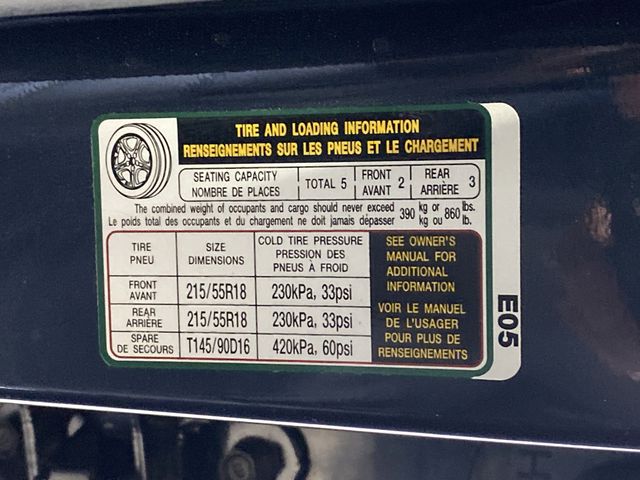 TIRE AND LOADING INFORMATION
RENSEIGNEMENTS SUR LES PNEUS ET LE CHARGEMENT
SEATING CAPACITY
NOMBRE DE PLACES
TOTAL 5
FRONT
AVANT 2
REAR
ARRIÈRE 3
The combined weight of occupants and cargo should never exceed 390 kg or 860 lbs.
Le poids total des occupants et du chargement ne doit jamais dépasser kg ou lb.
TIRE
PNEU
SIZE
DIMENSIONS
COLD TIRE PRESSURE
PRESSION DES
PNEUS À FROID
FRONT
AVANT
215/55R18
230kPa, 33psi
REAR
ARRIÈRE
215/55R18
230kPa, 33psi
SPARE
DE SECOURS
T145/90D16
420kPa, 60psi
SEE OWNER'S
MANUAL FOR
ADDITIONAL
INFORMATION
VOIR LE MANUEL
DE L'USAGER
POUR PLUS DE
RENSEIGNEMENTS
E05